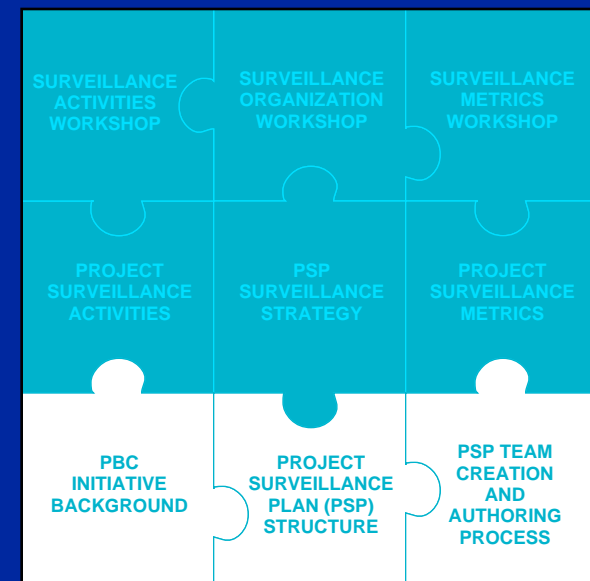 SURVEILLANCE
ACTIVITIES
WORKSHOP
SURVEILLANCE
ORGANIZATION
WORKSHOP
SURVEILLANCE
METRICS
WORKSHOP
PROJECT
SURVEILLANCE
ACTIVITIES
PSP
SURVEILLANCE
STRATEGY
PROJECT
SURVEILLANCE
METRICS
PBC
INITIATIVE
BACKGROUND
PROJECT
SURVEILLANCE
PLAN (PSP)
STRUCTURE
PSP TEAM
CREATION
AND
AUTHORING
PROCESS